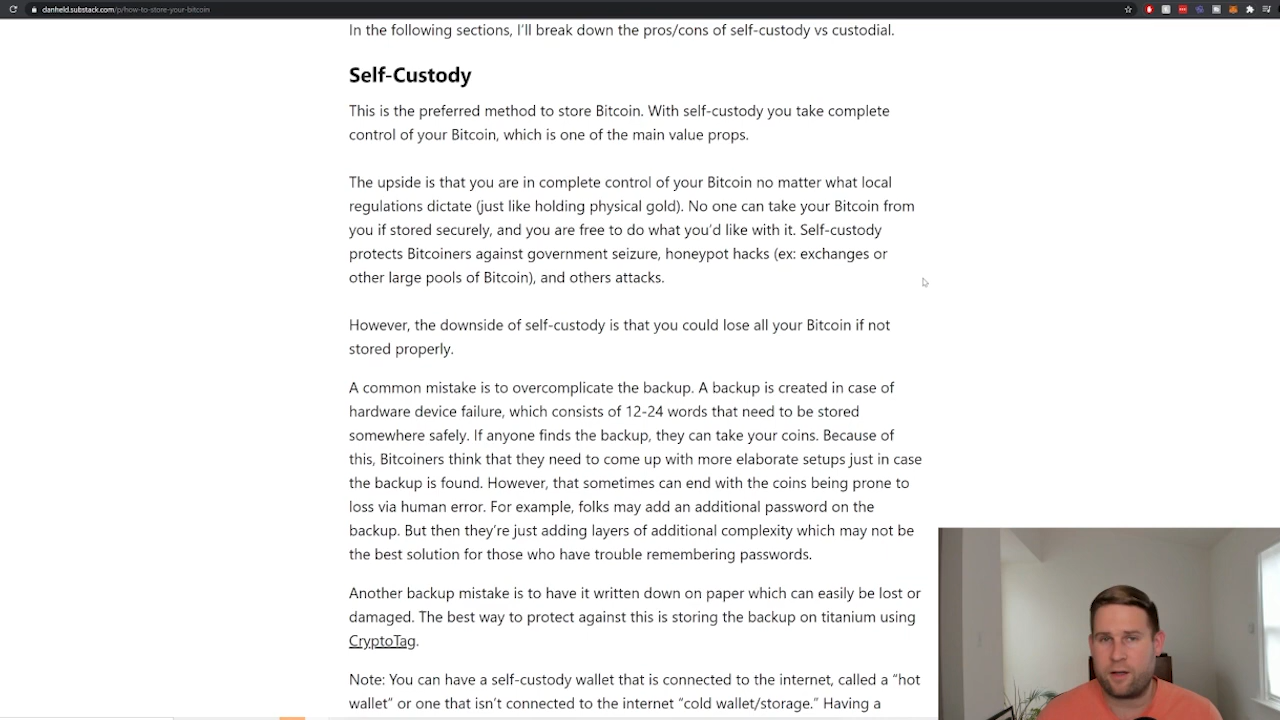 danheld.substack.com/p/how-to-store-your-bitcoin
In the following sections, I'll break down the pros/cons of self-custody vs custodial.
Self-Custody
This is the preferred method to store Bitcoin. With self-custody you take complete
control of your Bitcoin, which is one of the main value props.
The upside is that you are in complete control of your Bitcoin no matter what local
regulations dictate (just like holding physical gold). No one can take your Bitcoin from
you if stored securely, and you are free to do what you'd like with it. Self-custody
protects Bitcoiners against government seizure, honeypot hacks (ex: exchanges or
other large pools of Bitcoin), and others attacks.
However, the downside of self-custody is that you could lose all your Bitcoin if not
stored properly.
A common mistake is to overcomplicate the backup. A backup is created in case of
hardware device failure, which consists of 12-24 words that need to be stored
somewhere safely. If anyone finds the backup, they can take your coins. Because of
this, Bitcoiners think that they need to come up with more elaborate setups just in case
the backup is found. However, that sometimes can end with the coins being prone to
loss via human error. For example, folks may add an additional password on the
backup. But then they're just adding layers of additional complexity which may not be
the best solution for those who have trouble remembering passwords.
Another backup mistake is to have it written down on paper which can easily be lost or
damaged. The best way to protect against this is storing the backup on titanium using
CryptoTag.
Note: You can have a self-custody wallet that is connected to the internet, called a "hot
wallet" or one that isn't connected to the internet "cold wallet/storage." Having a